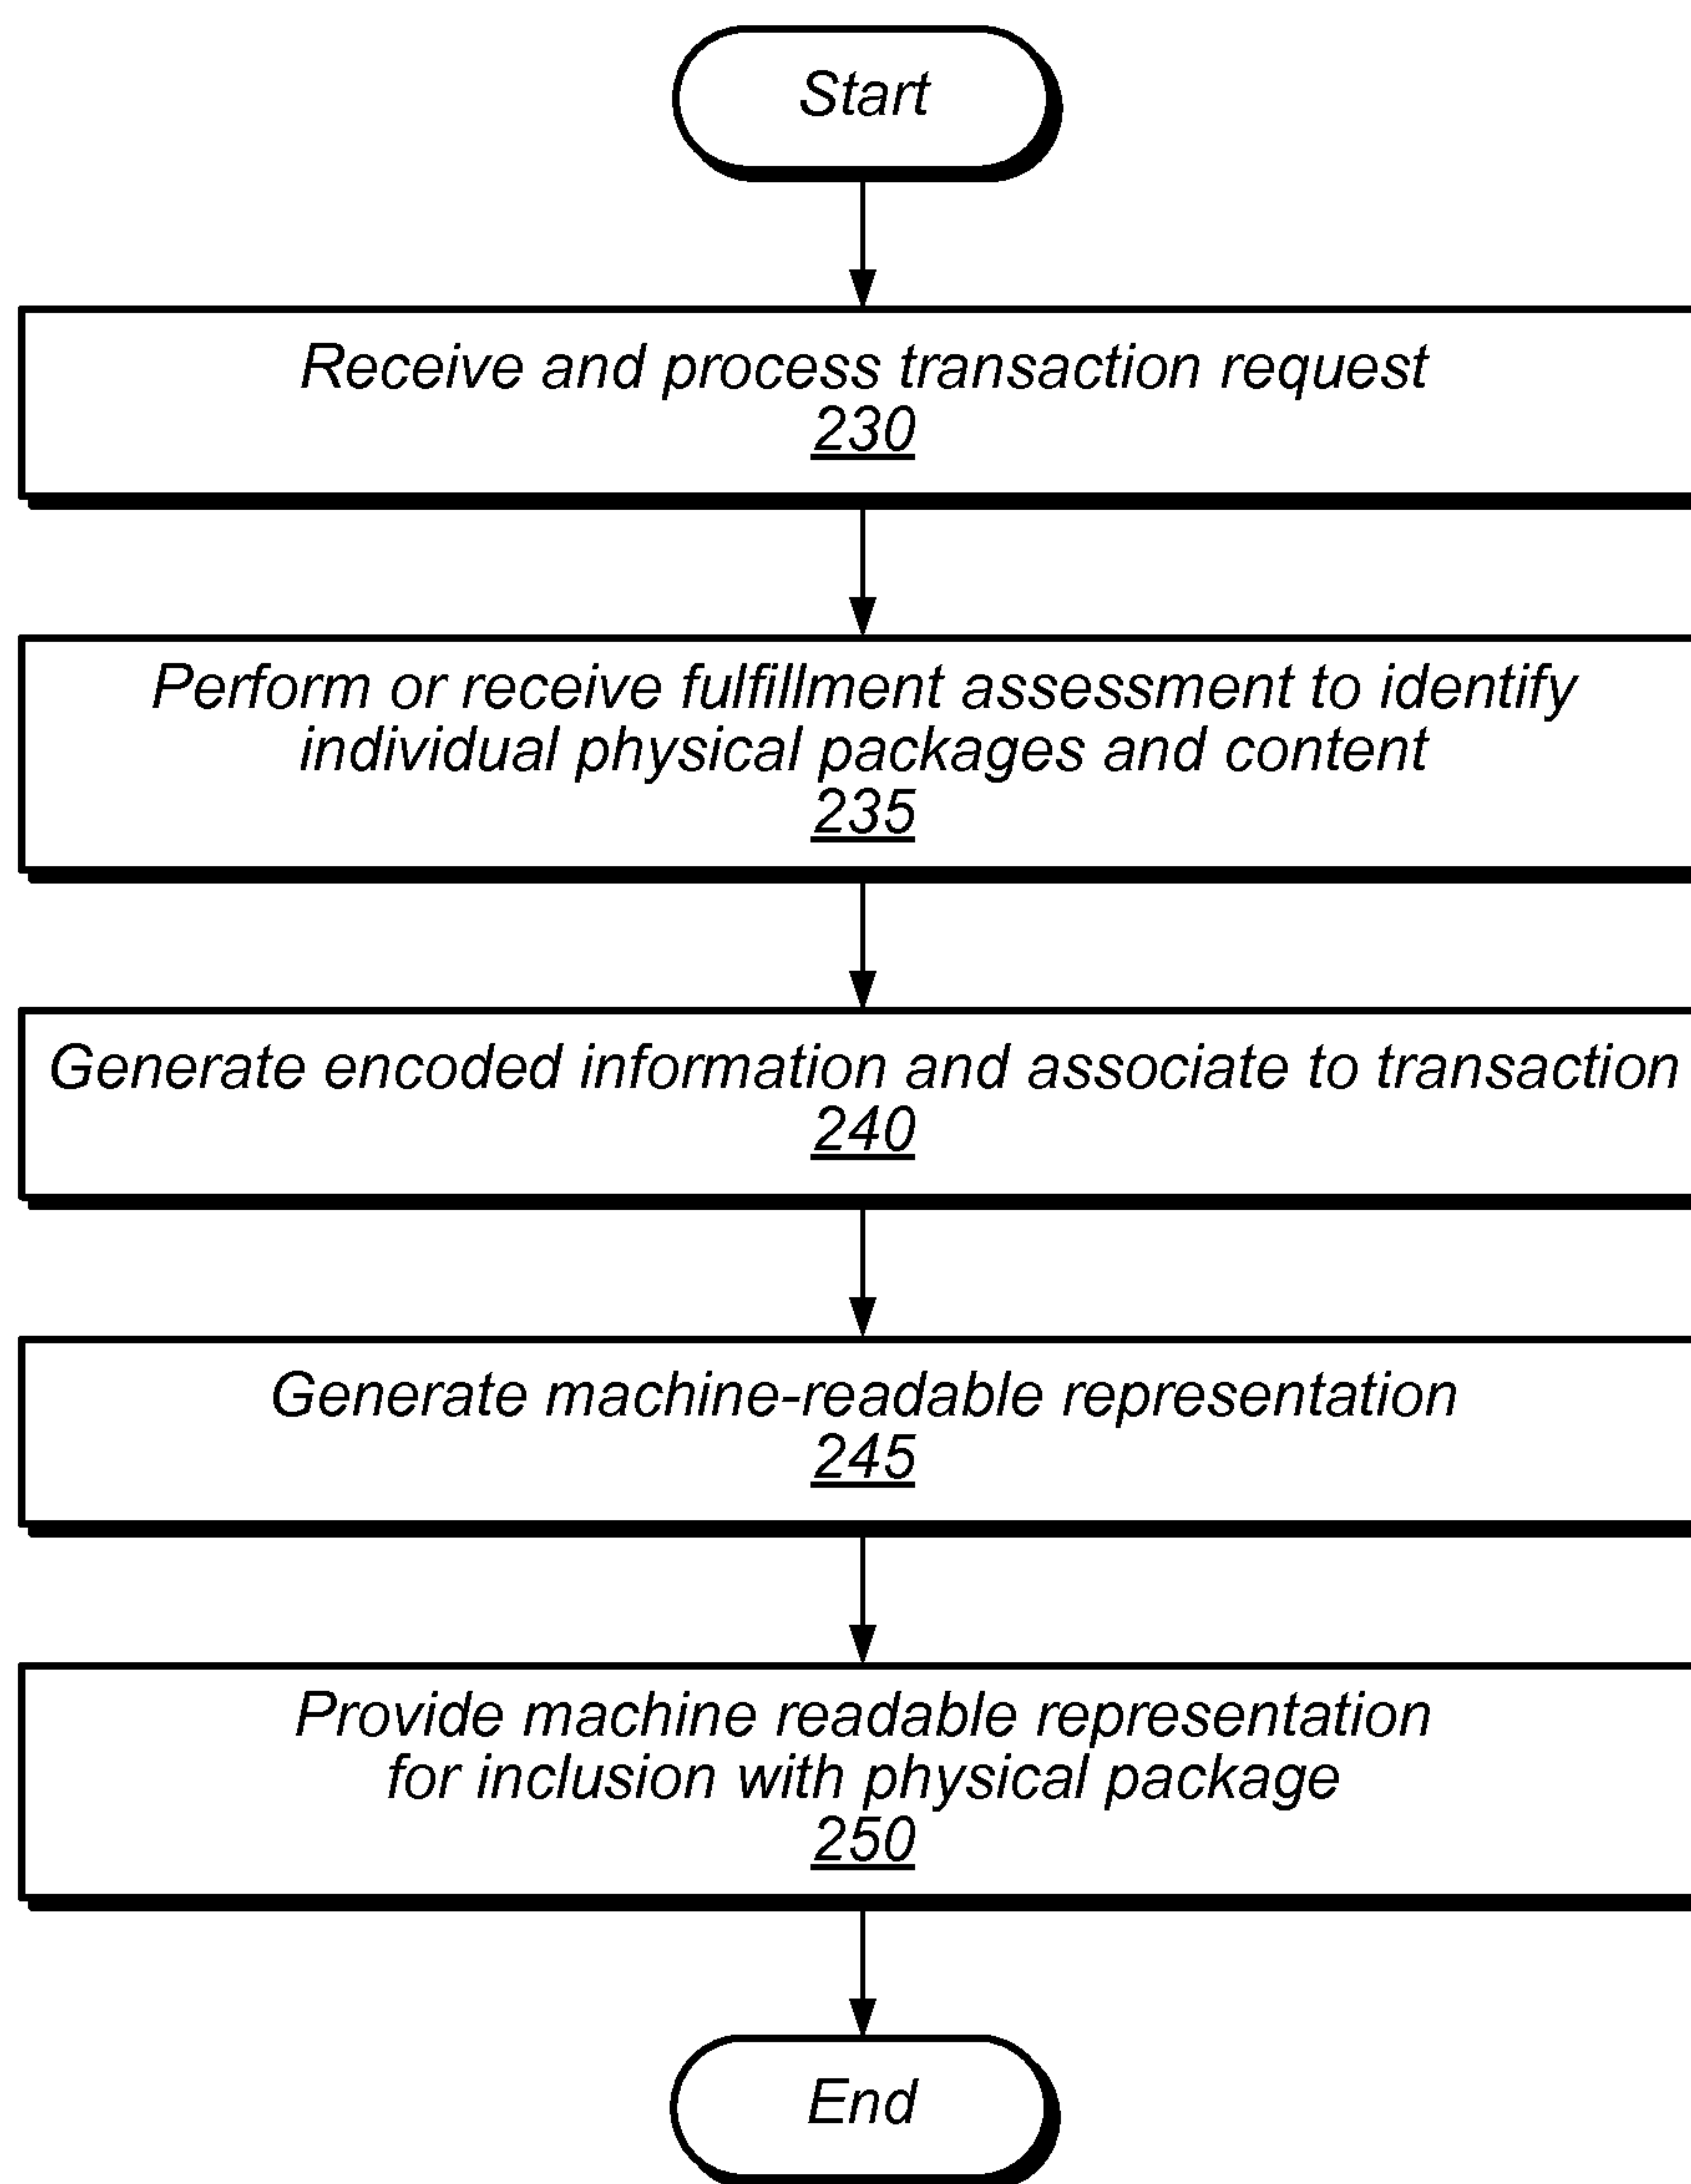 Start
Receive and process transaction request
230
Perform or receive fulfillment assessment to identify
individual physical packages and content
235
Generate encoded information and associate to transaction
240
Generate machine-readable representation
245
Provide machine readable representation
for inclusion with physical package
250
End